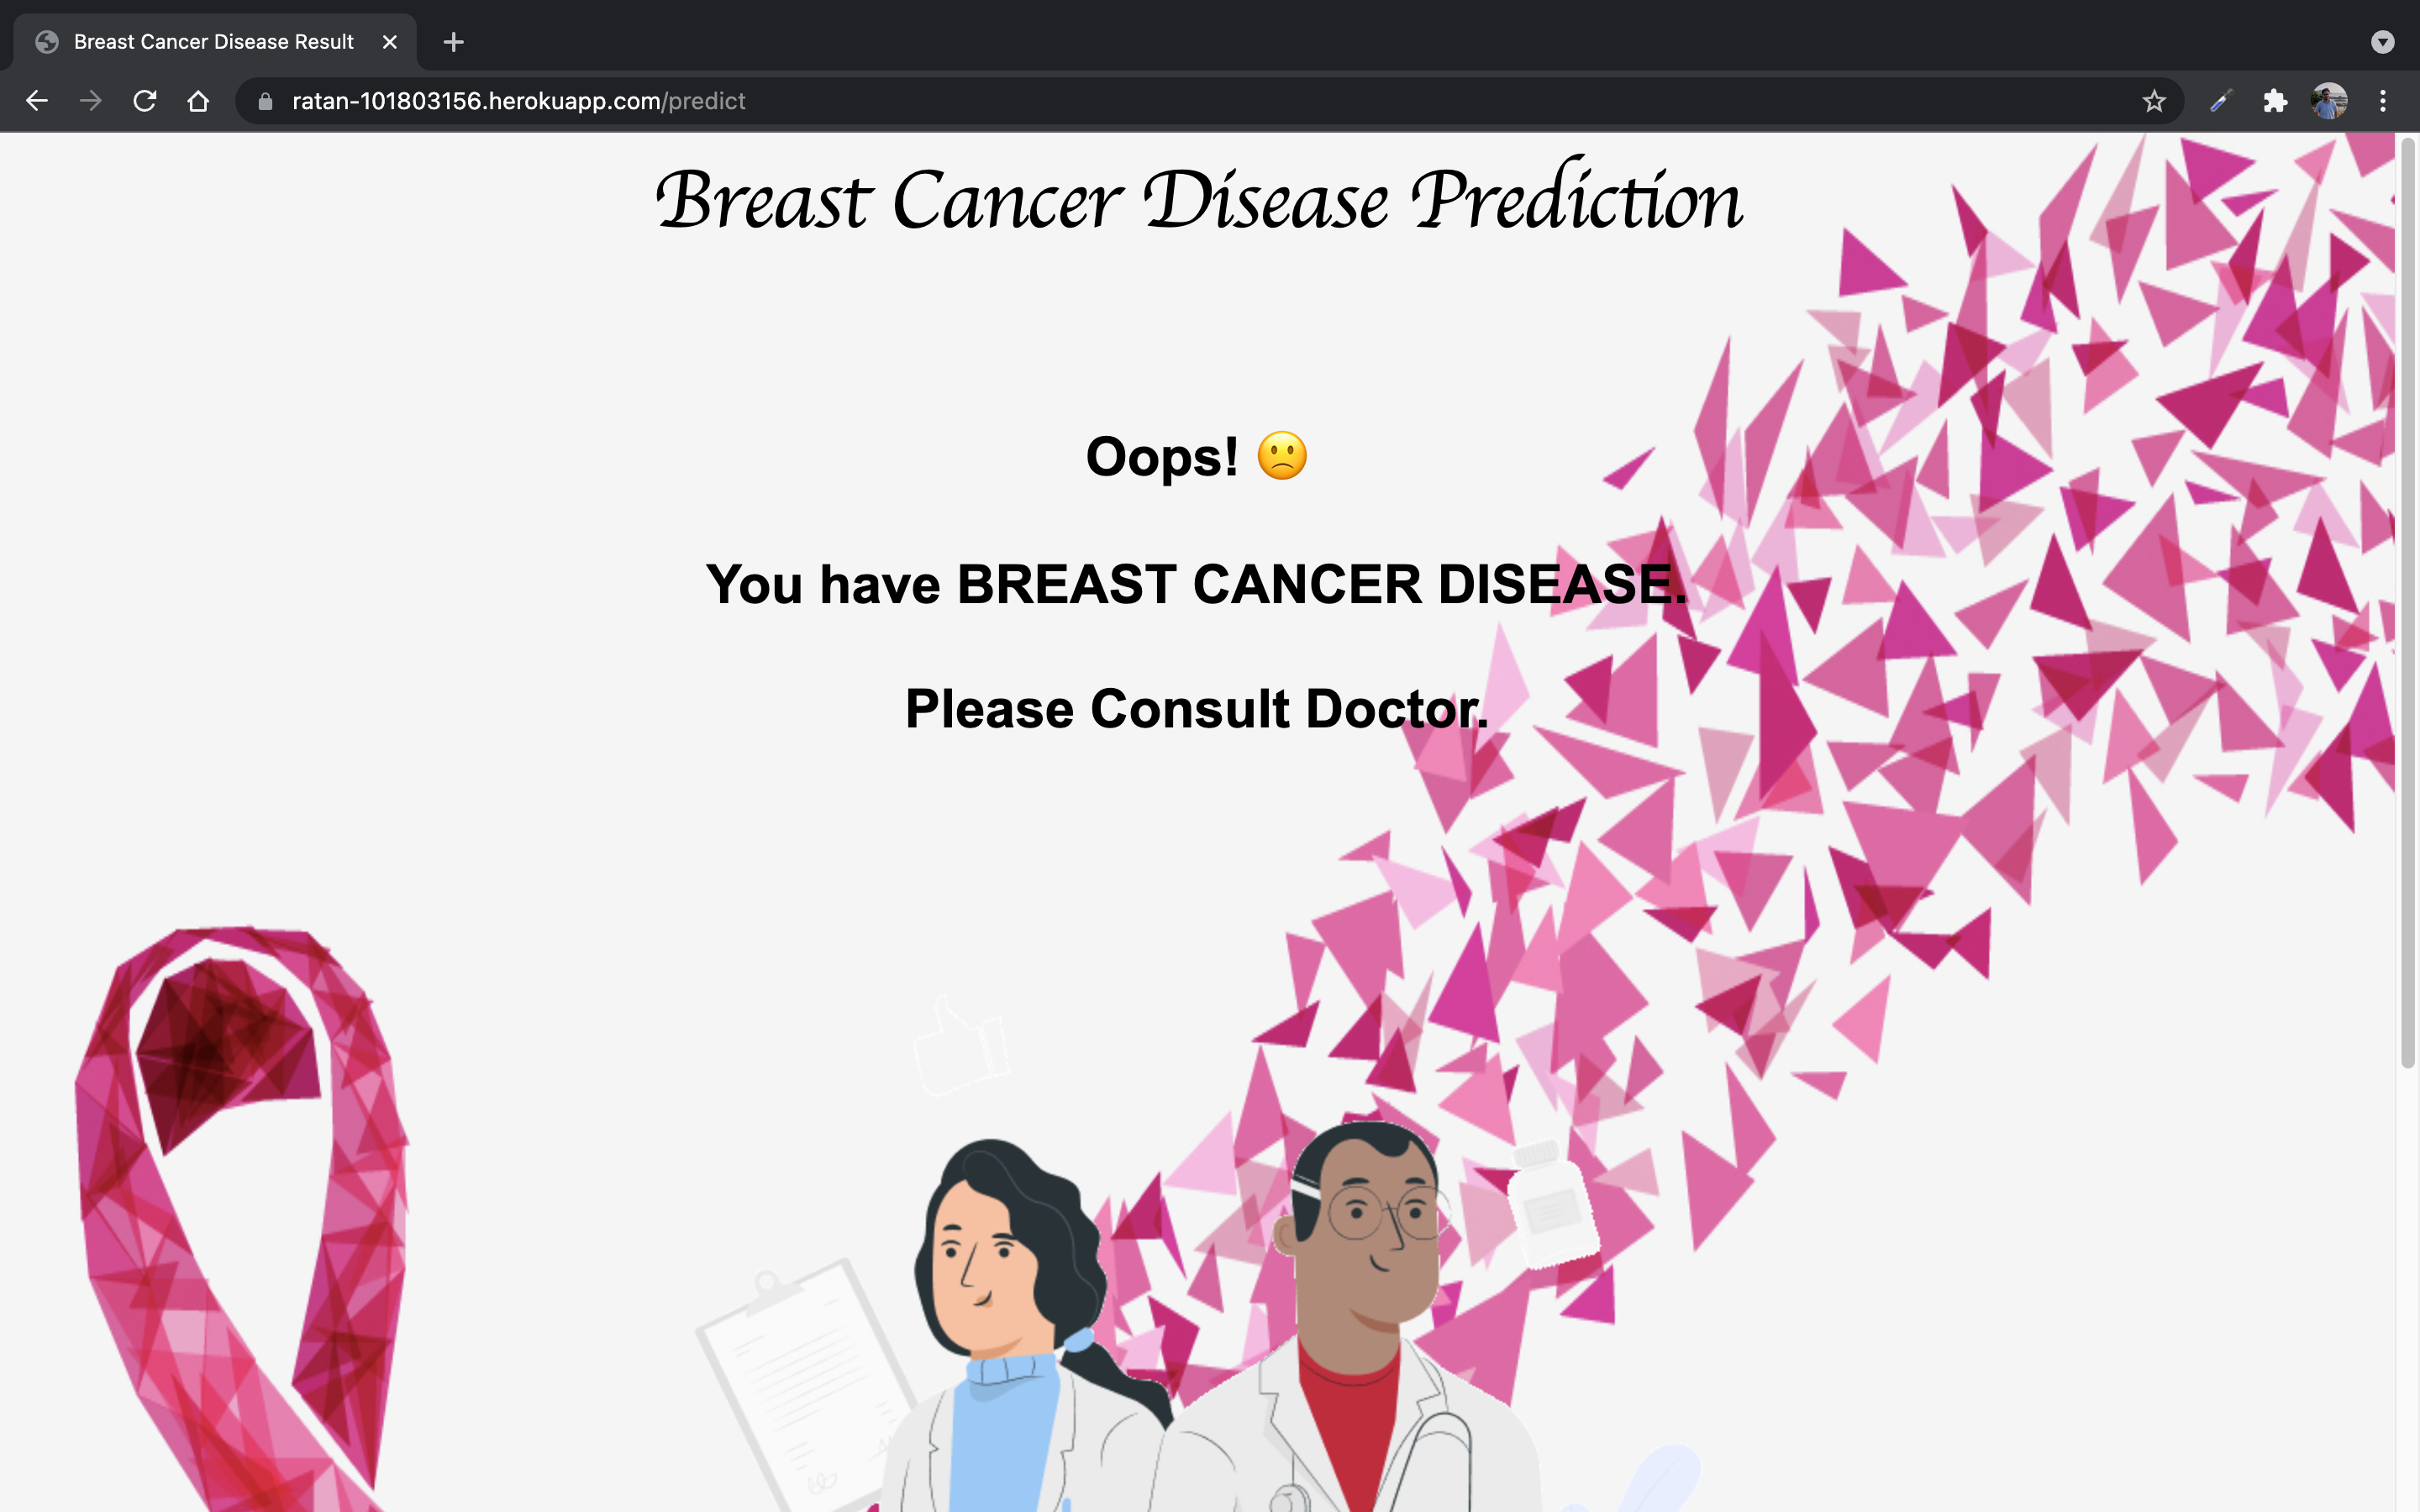 Breast Cancer Disease Result
ratan-101803156.herokuapp.com/predict
Breast Cancer Disease Prediction
Oops! 🙁
You have BREAST CANCER DISEASE.
Please Consult Doctor.